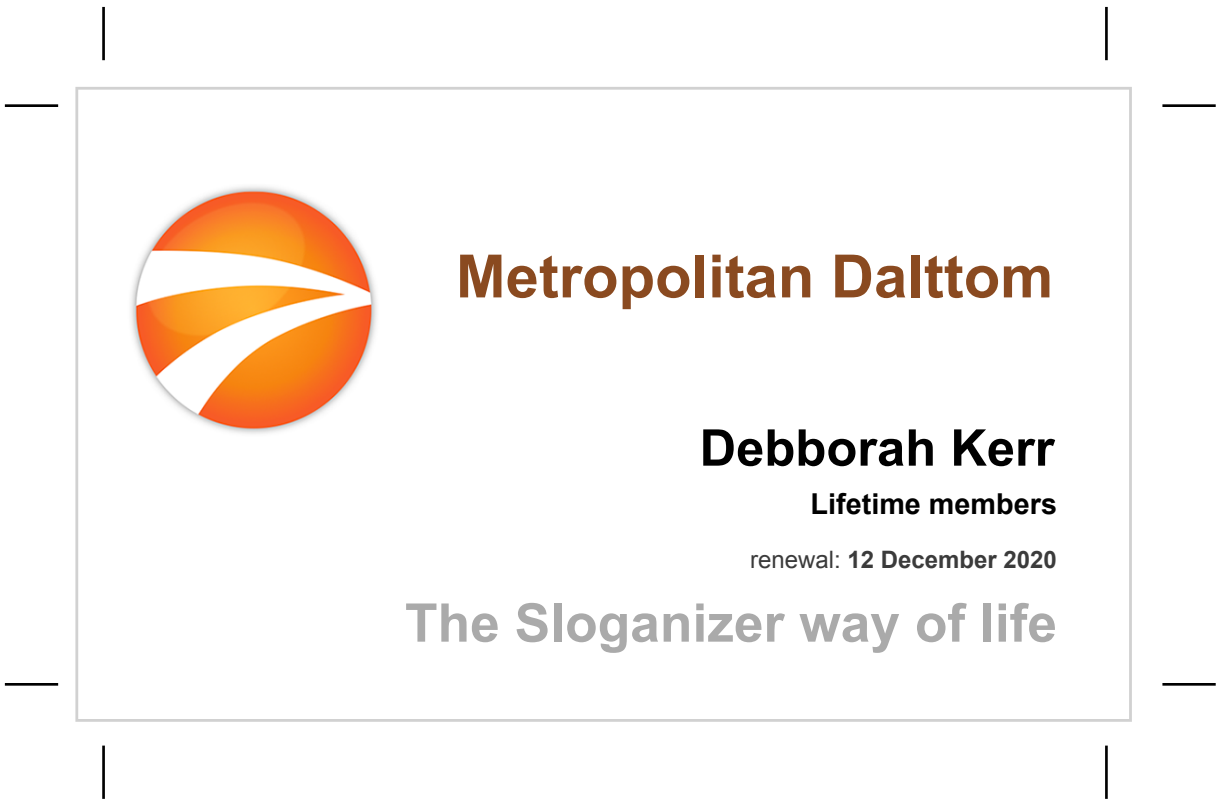 Metropolitan Dalttom
Debborah Kerr
Lifetime members
renewal: 12 December 2020
The Sloganizer way of life